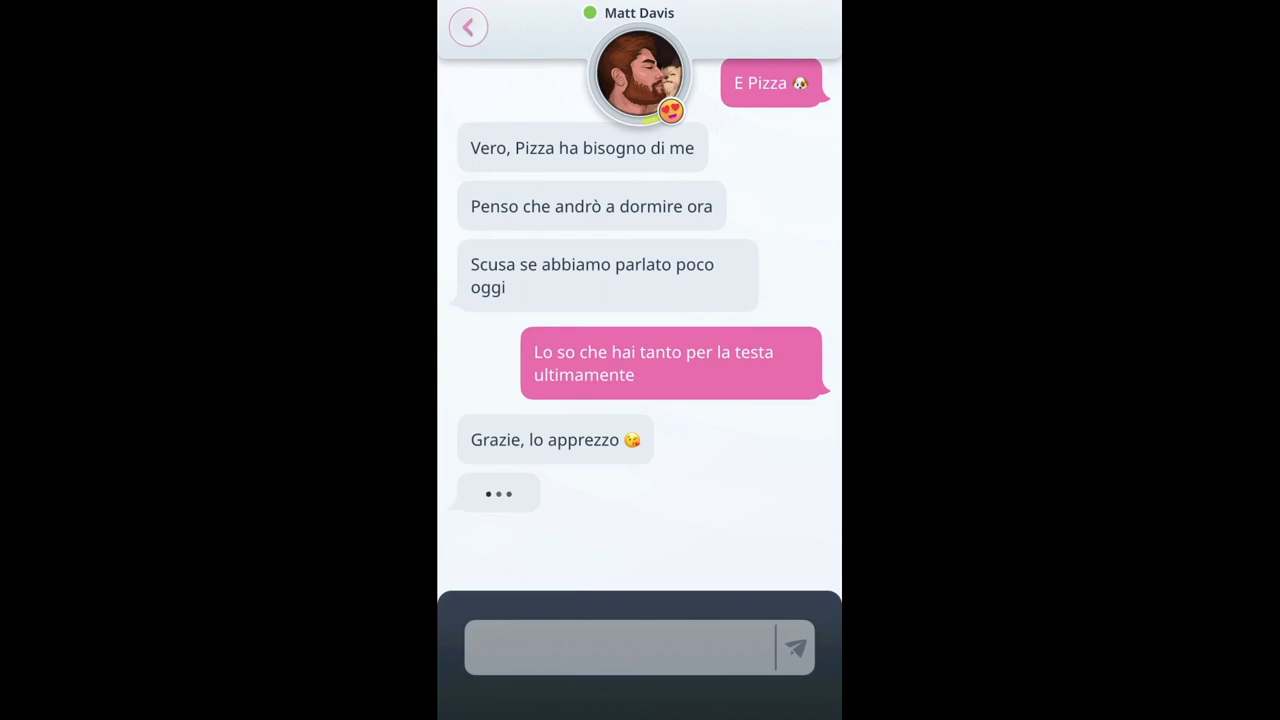 Matt Davis
E Pizza 🐶
Vero, Pizza ha bisogno di me
Penso che andrò a dormire ora
Scusa se abbiamo parlato poco
oggi
Lo so che hai tanto per la testa
ultimamente
Grazie, lo apprezzo 😘